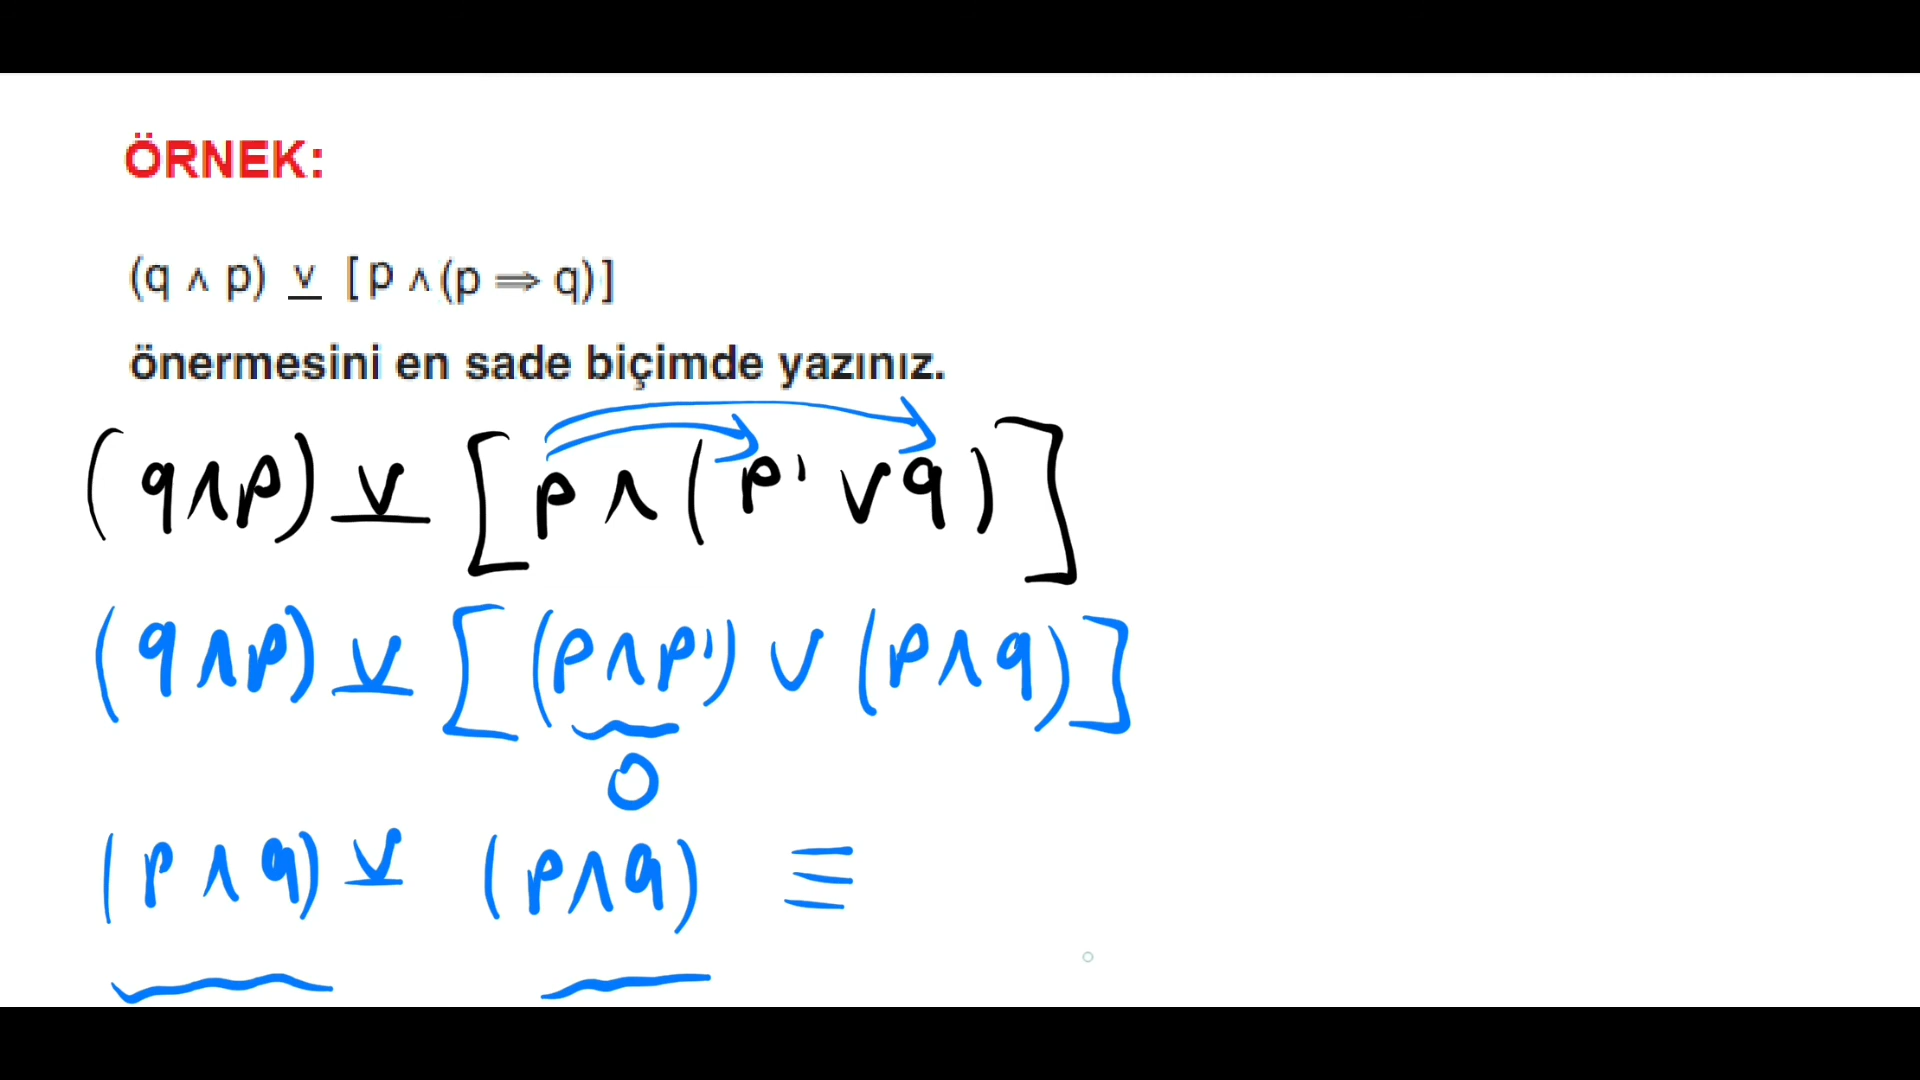 ÖRNEK:
(q ∧ p) ⊻ [p ∧ (p ⇒ q)]
önermesini en sade biçimde yazınız.
(q ∧ p) ⊻ [p ∧ (p' ∨ q)]
(q ∧ p) ⊻ [(p ∧ p') ∨ (p ∧ q)]
0
(p ∧ q) ⊻ (p ∧ q) ≡